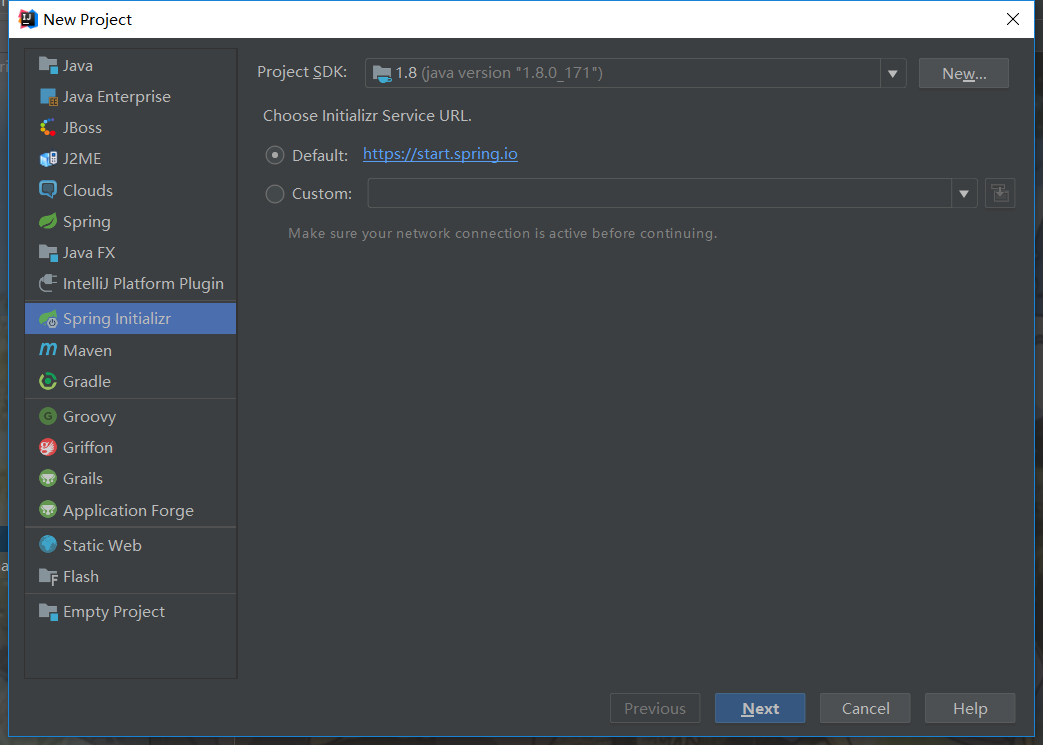 New Project
Java
Java Enterprise
JBoss
J2ME
Clouds
Spring
Java FX
IntelliJ Platform Plugin
Spring Initializr
Maven
Gradle
Groovy
Griffon
Grails
Application Forge
Static Web
Flash
Empty Project
Project SDK: 1.8 (java version "1.8.0_171") New...
Choose Initializr Service URL.
Default: https://start.spring.io
Custom:
Make sure your network connection is active before continuing.
Previous Next Cancel Help